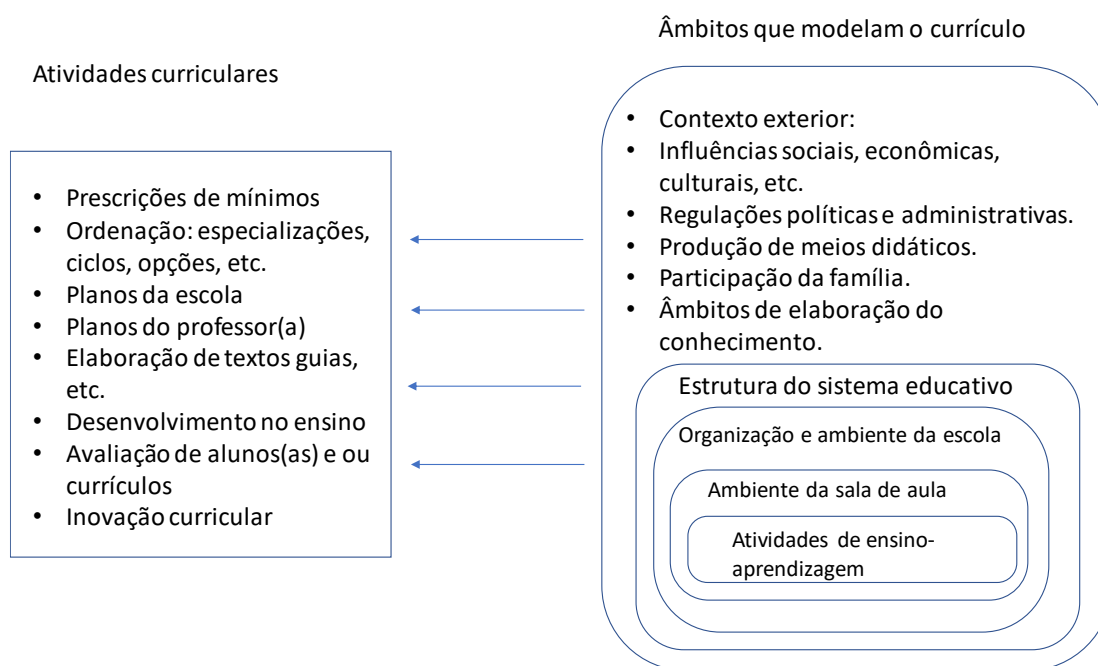 Atividades curriculares
• Prescrições de mínimos
• Ordenação: especializações,
ciclos, opções, etc.
• Planos da escola
• Planos do professor(a)
• Elaboração de textos guias,
etc.
• Desenvolvimento no ensino
• Avaliação de alunos(as) e ou
currículos
• Inovação curricular
Âmbitos que modelam o currículo
• Contexto exterior:
• Influências sociais, econômicas,
culturais, etc.
• Regulações políticas e administrativas.
• Produção de meios didáticos.
• Participação da família.
• Âmbitos de elaboração do
conhecimento.
Estrutura do sistema educativo
Organização e ambiente da escola
Ambiente da sala de aula
Atividades de ensino-
aprendizagem